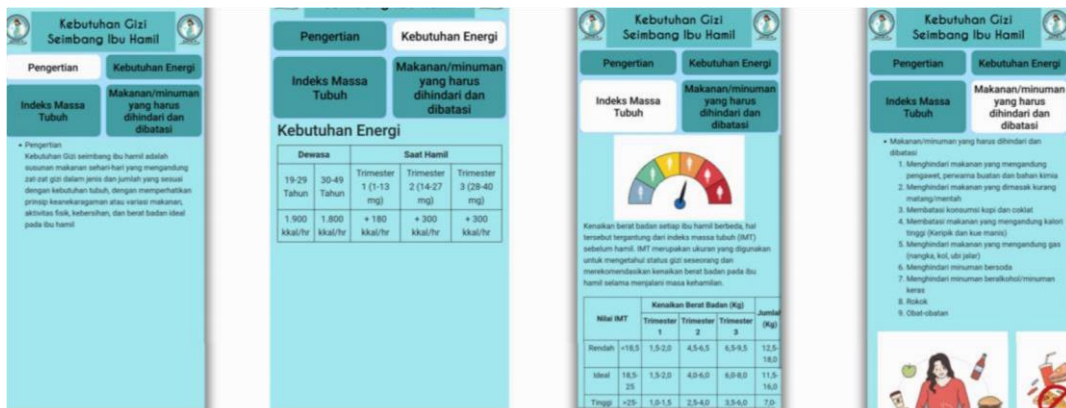 Kebutuhan Gizi
Seimbang Ibu Hamil
Pengertian
Kebutuhan Energi
Indeks Massa
Tubuh
Makanan/minuman
yang harus
dihindari dan
dibatasi
Pengertian
Kebutuhan Gizi seimbang ibu hamil adalah
susunan makanan sehari-hari yang mengandung
zat-zat gizi dalam jenis dan jumlah yang sesuai
dengan kebutuhan tubuh, dengan memperhatikan
prinsip keanekaragaman atau variasi makanan,
aktivitas fisik, kebersihan, dan berat badan ideal
pada ibu hamil
Pengertian
Kebutuhan Energi
Indeks Massa
Tubuh
Makanan/minuman
yang harus
dihindari dan
dibatasi
Kebutuhan Energi
Dewasa Saat Hamil
19-29 Tahun 30-49 Tahun Trimester 1 (1-13 mg) Trimester 2 (14-27 mg) Trimester 3 (28-40 mg)
1.900 kkal/hr 1.800 kkal/hr + 180 kkal/hr + 300 kkal/hr + 300 kkal/hr
Kebutuhan Gizi
Seimbang Ibu Hamil
Pengertian
Kebutuhan Energi
Indeks Massa
Tubuh
Makanan/minuman
yang harus
dihindari dan
dibatasi
Kenaikan berat badan setiap ibu hamil berbeda, hal
tersebut tergantung dari indeks massa tubuh (IMT)
sebelum hamil. IMT merupakan ukuran yang digunakan
untuk mengetahui status gizi seseorang dan
merekomendasikan kenaikan berat badan pada ibu
hamil selama menjalani masa kehamilan.
Nilai IMT Kenaikan Berat Badan (Kg) Jumlah (Kg)
Trimester 1 Trimester 2 Trimester 3
Rendah <18,5 1,5-2,0 4,5-6,5 6,5-9,5 12,5-18,0
Ideal 18,5-25 1,5-2,0 4,0-6,0 6,0-8,0 11,5-16,0
Tinggi >25- 1,0-1,5 2,5-4,0 3,5-6,0 7,0-
Kebutuhan Gizi
Seimbang Ibu Hamil
Pengertian
Kebutuhan Energi
Indeks Massa
Tubuh
Makanan/minuman
yang harus
dihindari dan
dibatasi
Makanan/minuman yang harus dihindari dan
dibatasi
1. Menghindari makanan yang mengandung
pengawet, perwarna buatan dan bahan kimia
2. Menghindari makanan yang dimasak kurang
matang/mentah
3. Membatasi konsumsi kopi dan coklat
4. Membatasi makanan yang mengandung kalori
tinggi (Keripik dan kue manis)
5. Menghindari makanan yang mengandung gas
(nangka, kol, ubi jalar)
6. Menghindari minuman bersoda
7. Menghindari minuman beralkohol/minuman
keras
8. Rokok
9. Obat-obatan